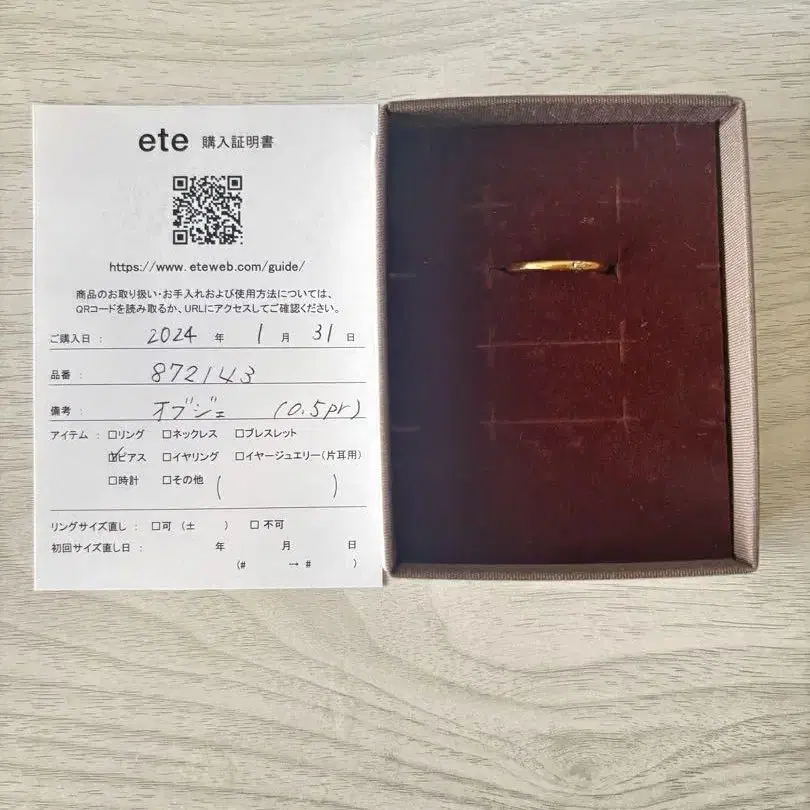 ete 購入証明書
https://www.eteweb.com/guide/
商品のお取り扱い・お手入れおよび使用方法については、
QRコードを読み取るか、URLにアクセスしてご確認ください。
ご購入日： 2024 年 1 月 31 日
品番： 872143
備考： オブジェ (0.5pr)
アイテム： □リング □ネックレス □ブレスレット
☑ピアス □イヤリング □イヤージュエリー(片耳用)
□時計 □その他 ( )
リングサイズ直し： □可 (± ) □ 不可
初回サイズ直し日： 年 月 日
(# → # )